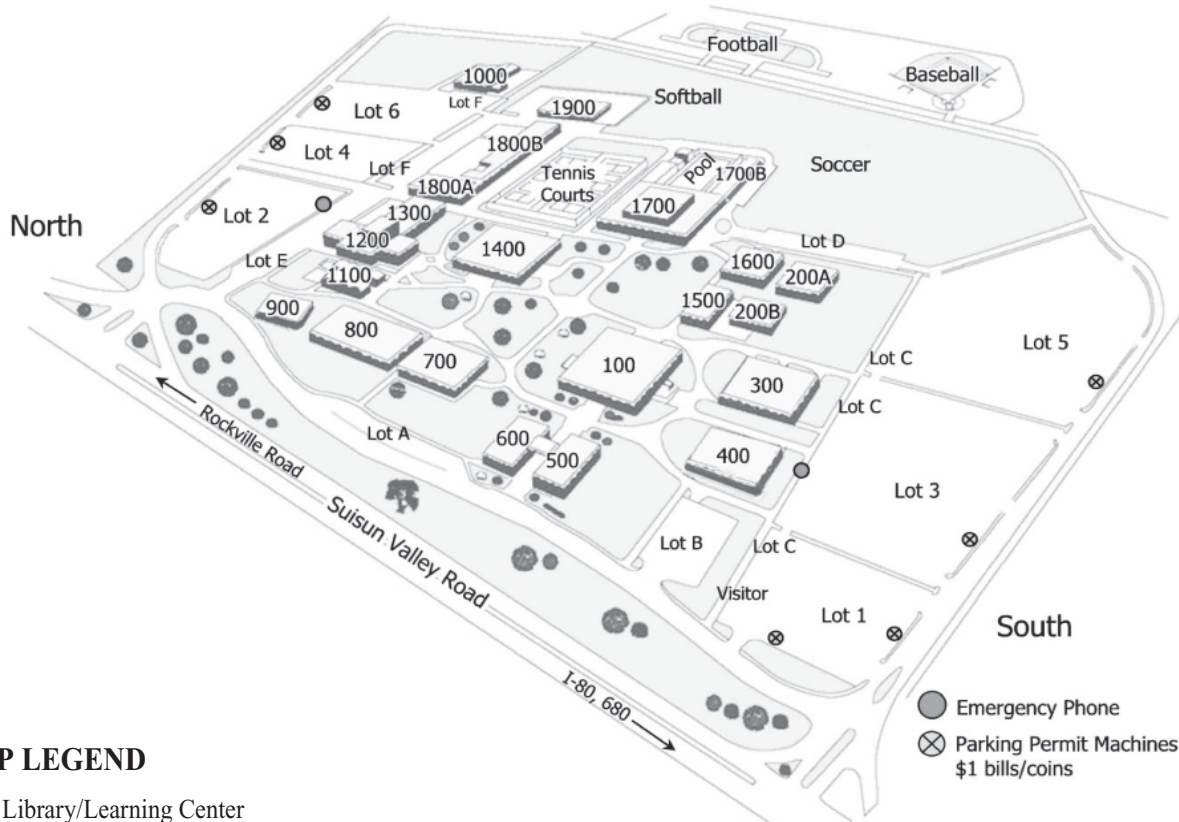 Football
Baseball
1000
Lot F
Lot 6
1900
Softball
1800B
Lot 4
Lot F
Soccer
Pool
Tennis
Courts
1700B
1800A
1700
1300
Lot 2
North
1200
1400
Lot D
Lot E
1600
200A
1100
900
1500
200B
800
Lot 5
700
100
Lot C
300
Lot C
Rockville Road
Lot A
600
500
400
Lot 3
Suisun Valley Road
Lot B
Lot C
Visitor
Lot 1
South
I-80, 680
Emergency Phone
Parking Permit Machines
$1 bills/coins
P LEGEND
Library/Learning Center